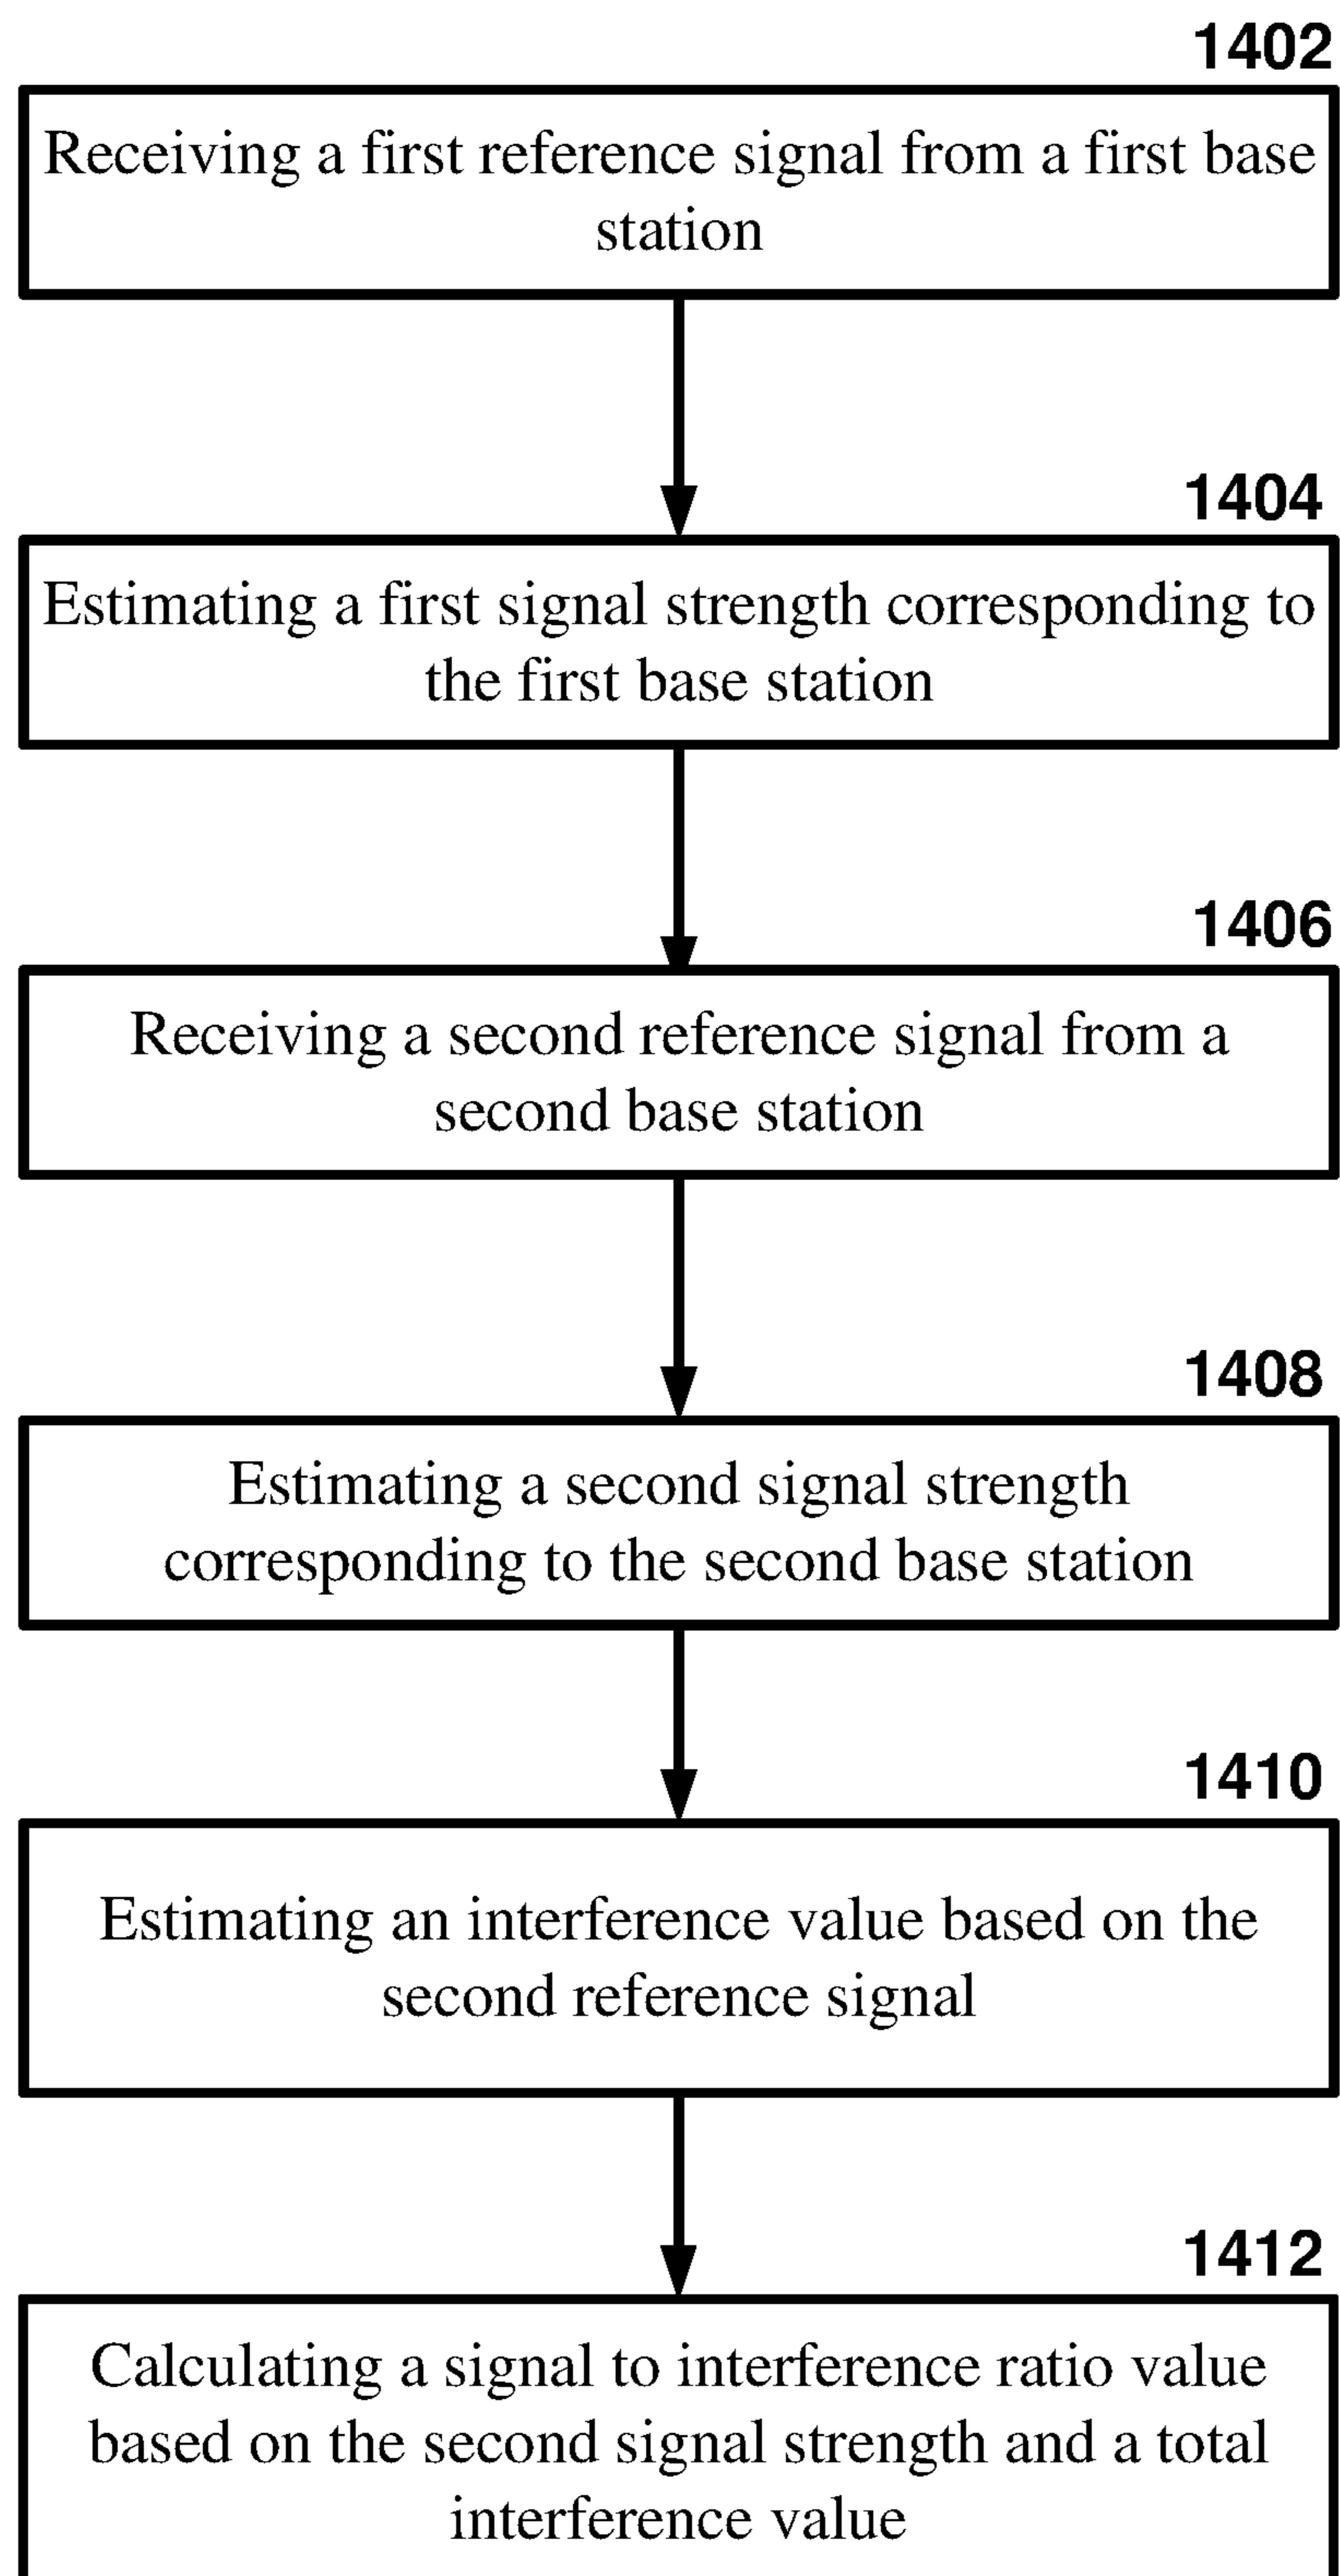 1402
Receiving a first reference signal from a first base
station
1404
Estimating a first signal strength corresponding to
the first base station
1406
Receiving a second reference signal from a
second base station
1408
Estimating a second signal strength
corresponding to the second base station
1410
Estimating an interference value based on the
second reference signal
1412
Calculating a signal to interference ratio value
based on the second signal strength and a total
interference value